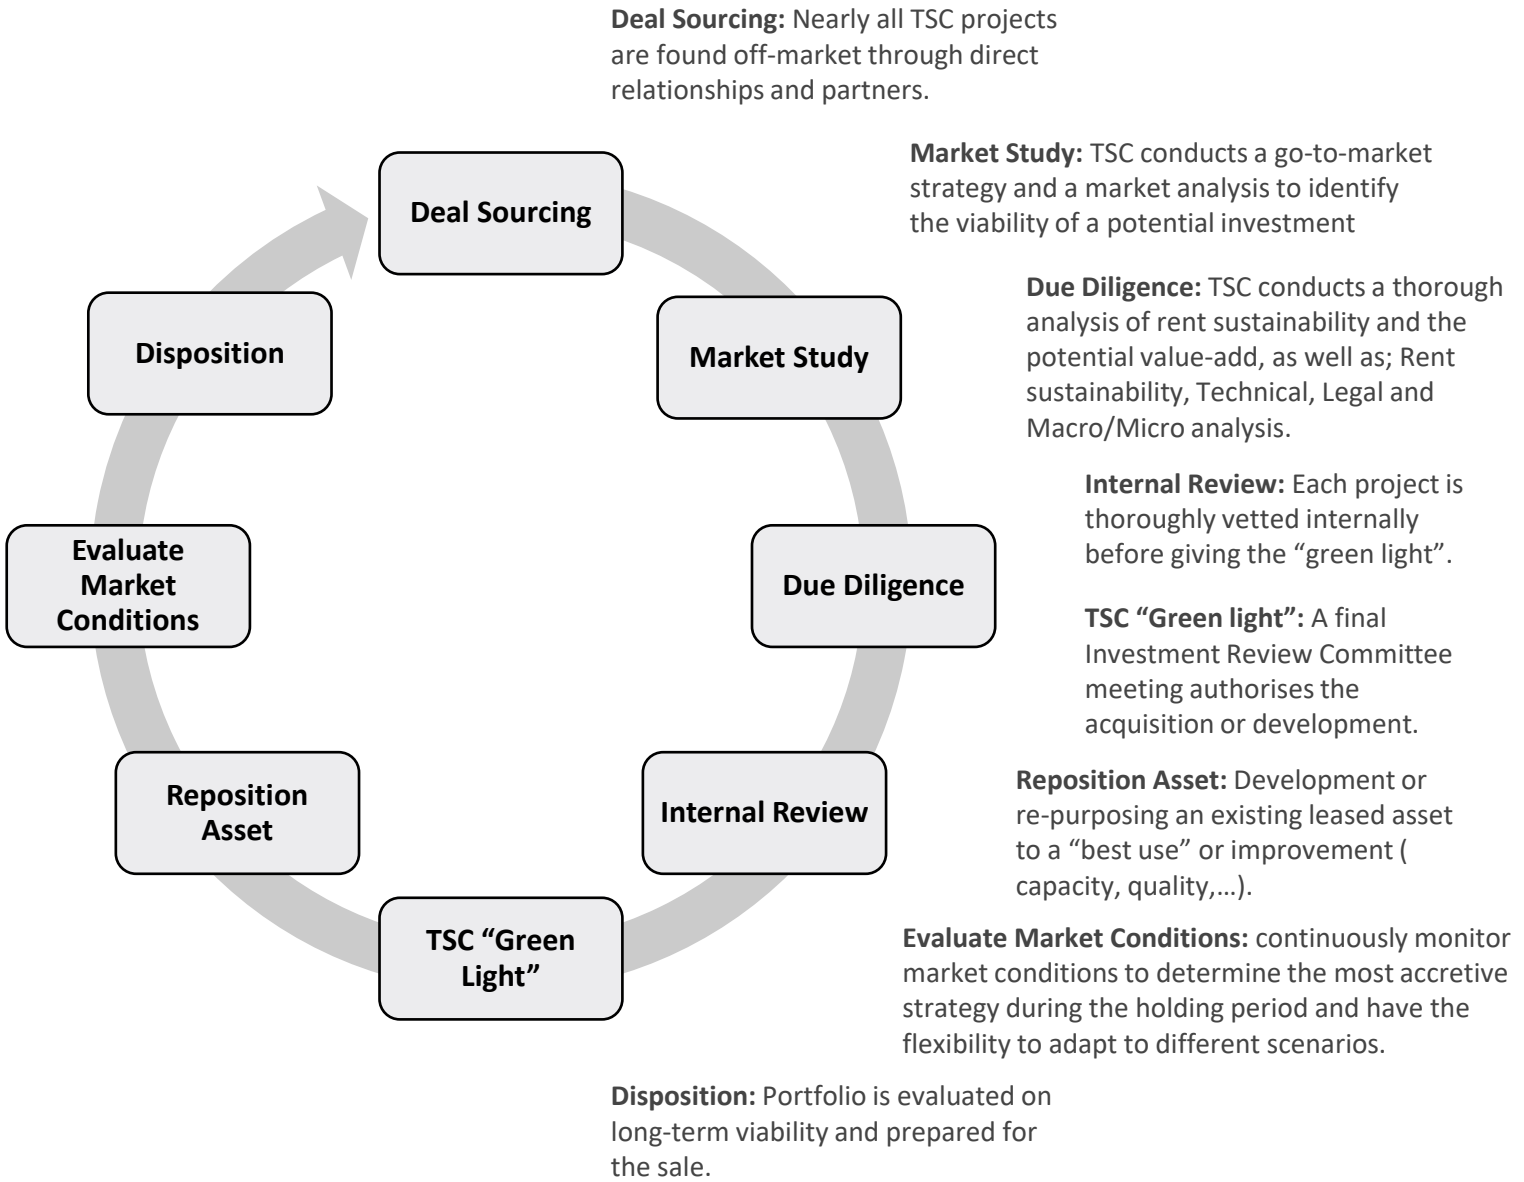 Deal Sourcing: Nearly all TSC projects
are found off-market through direct
relationships and partners.
Market Study: TSC conducts a go-to-market
strategy and a market analysis to identify
the viability of a potential investment
Due Diligence: TSC conducts a thorough
analysis of rent sustainability and the
potential value-add, as well as; Rent
sustainability, Technical, Legal and
Macro/Micro analysis.
Internal Review: Each project is
thoroughly vetted internally
before giving the “green light”.
TSC “Green light”: A final
Investment Review Committee
meeting authorises the
acquisition or development.
Reposition Asset: Development or
re-purposing an existing leased asset
to a “best use” or improvement (
capacity, quality,…).
Evaluate Market Conditions: continuously monitor
market conditions to determine the most accretive
strategy during the holding period and have the
flexibility to adapt to different scenarios.
Disposition: Portfolio is evaluated on
long-term viability and prepared for
the sale.
Deal Sourcing
Market Study
Due Diligence
Internal Review
TSC “Green
Light”
Reposition
Asset
Evaluate
Market
Conditions
Disposition